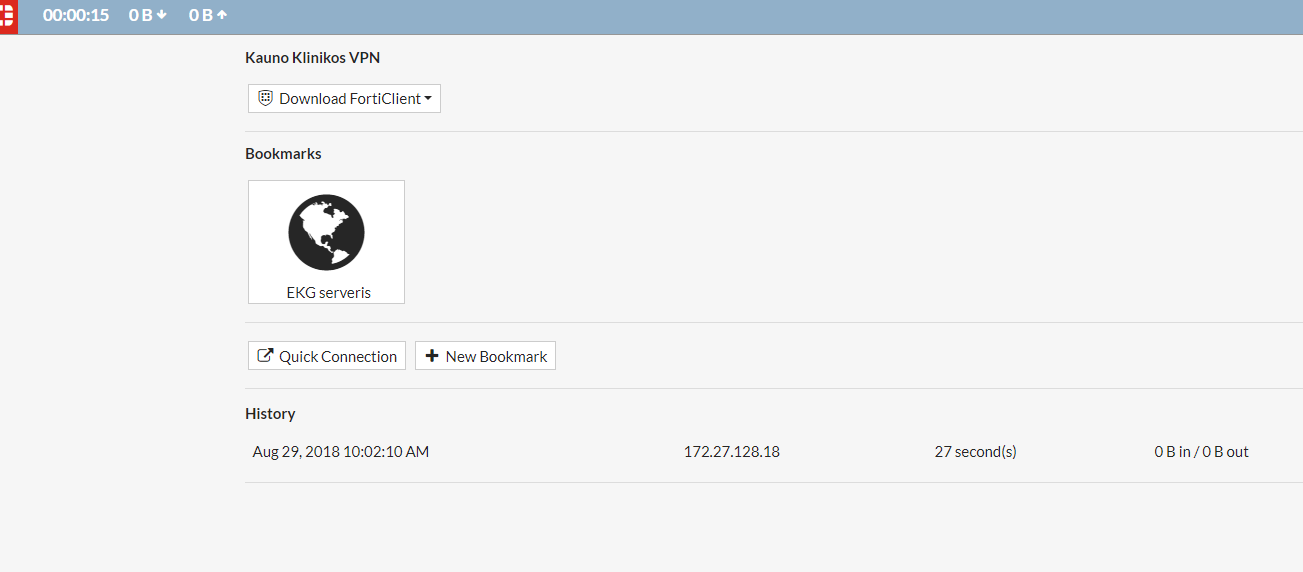 00:00:15 0 B 0 B
Kauno Klinikos VPN
Download FortiClient
Bookmarks
EKG serveris
Quick Connection New Bookmark
History
Aug 29, 2018 10:02:10 AM 172.27.128.18 27 second(s) 0 B in / 0 B out